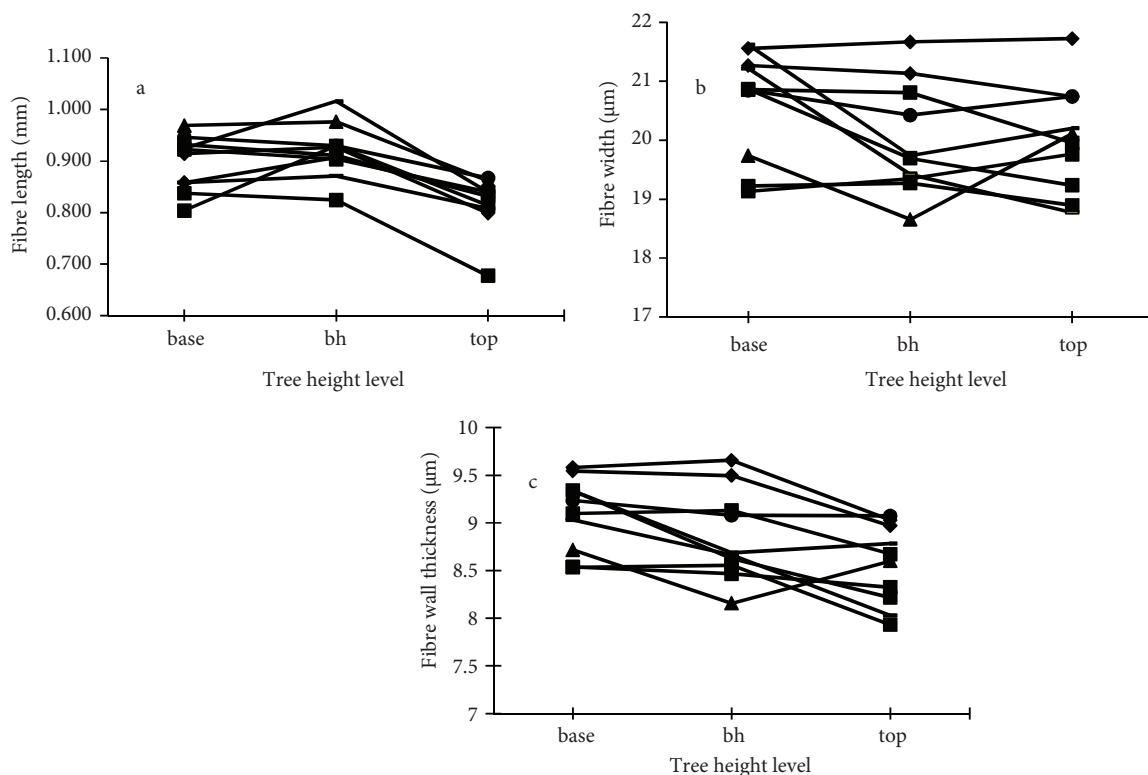 a
Fibre length (mm)
1.100
1.000
0.900
0.800
0.700
0.600
base bh top
Tree height level
b
Fibre width (µm)
22
21
20
19
18
17
base bh top
Tree height level
c
Fibre wall thickness (µm)
10
9.5
9
8.5
8
7.5
7
base bh top
Tree height level